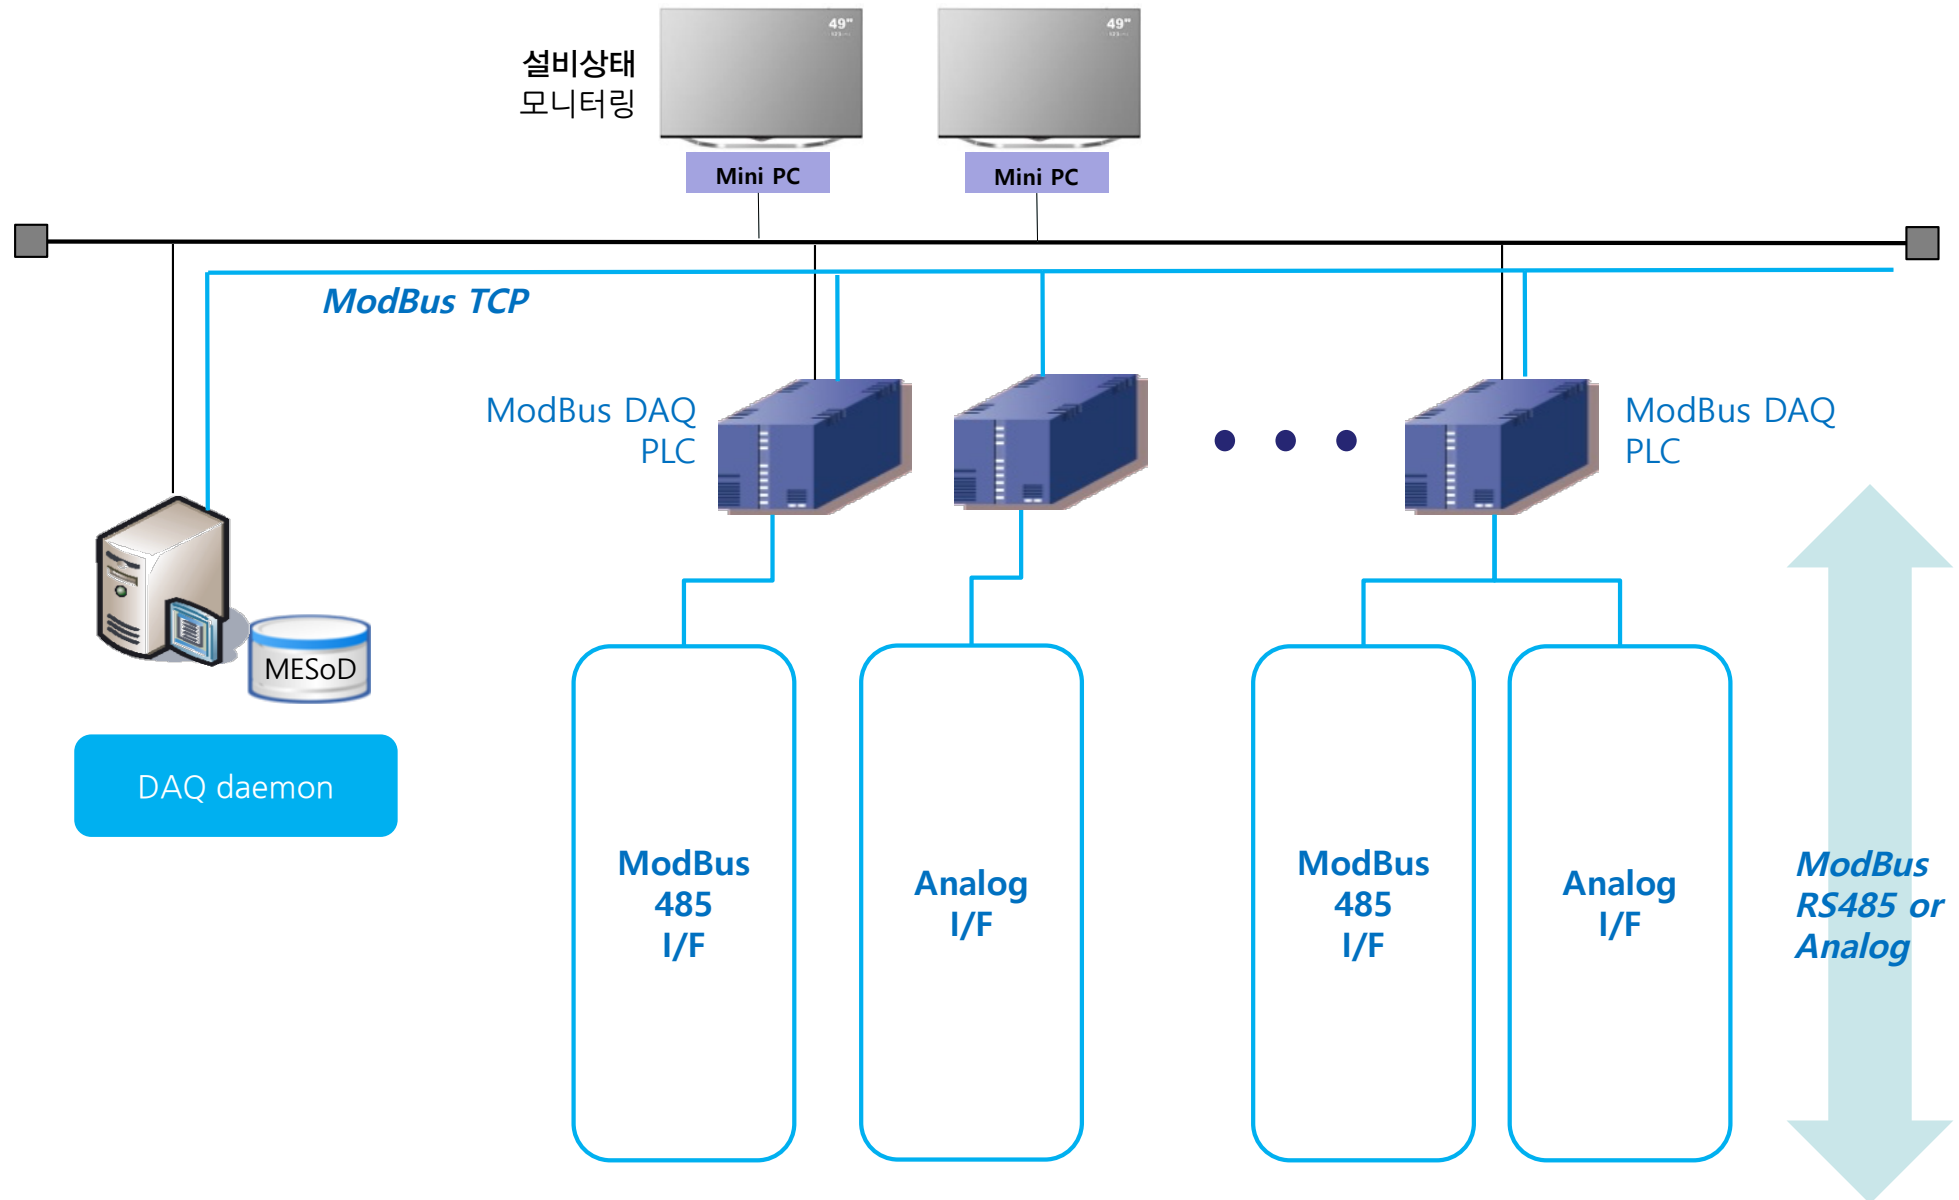 설비상태
모니터링
49"
49"
Mini PC
Mini PC
ModBus TCP
ModBus DAQ
PLC
ModBus DAQ
PLC
MESoD
DAQ daemon
ModBus
485
I/F
Analog
I/F
ModBus
485
I/F
Analog
I/F
ModBus
RS485 or
Analog